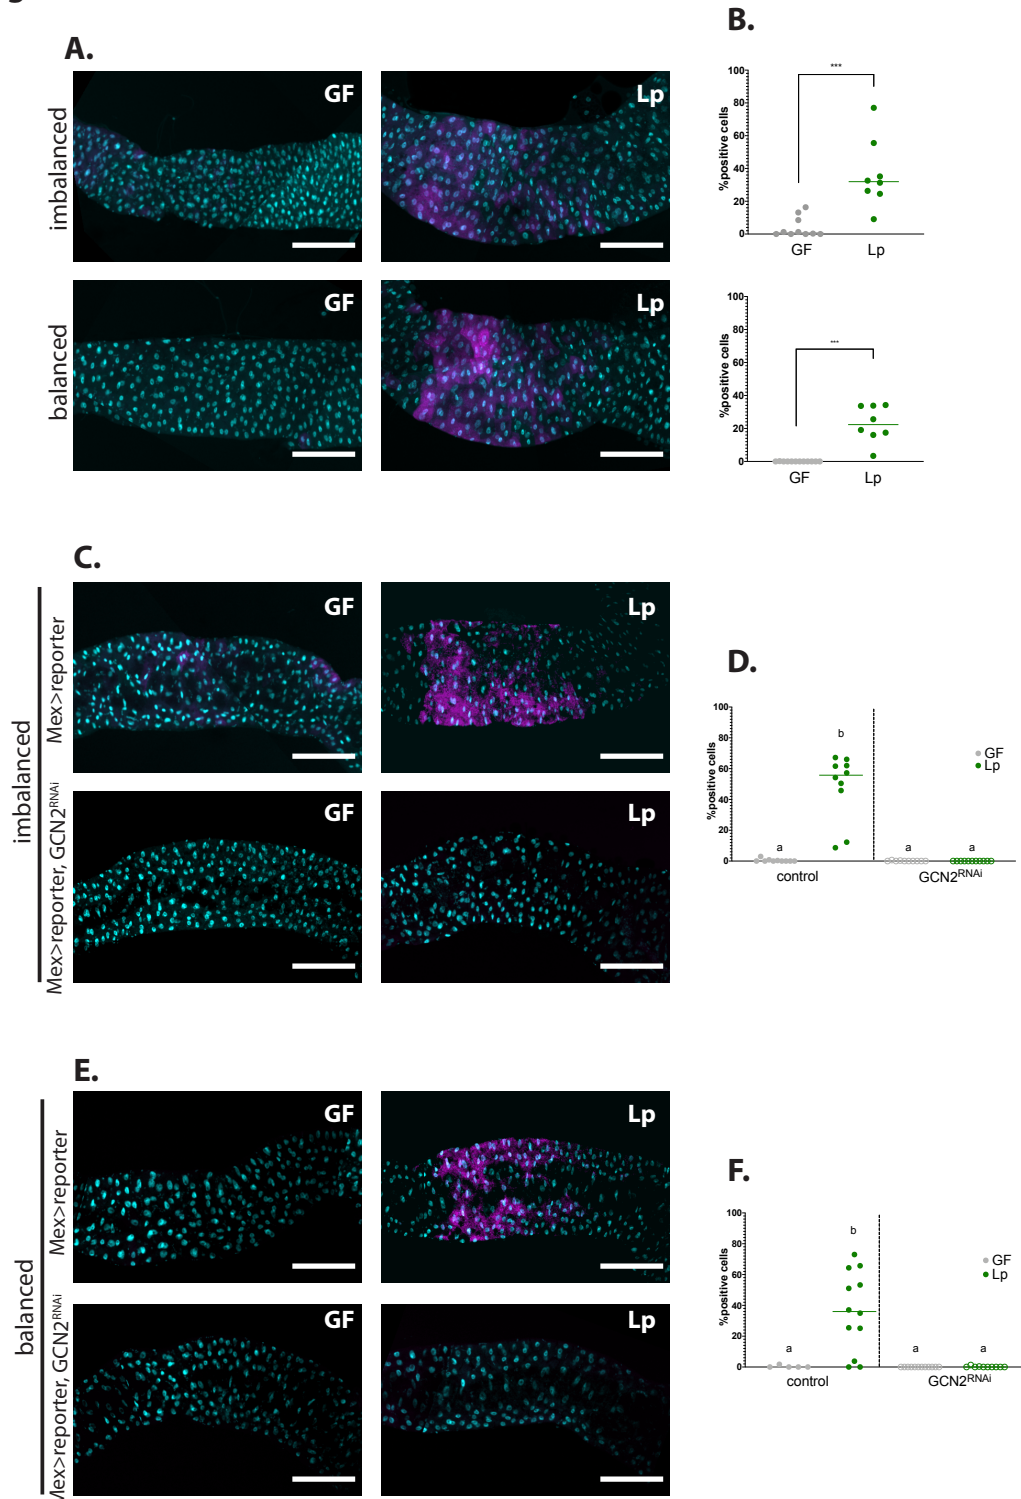 A.
imbalanced
GF
Lp
balanced
GF
Lp
B.
***
%positive cells
100
80
60
40
20
0
GF
Lp
***
%positive cells
100
80
60
40
20
0
GF
Lp
C.
imbalanced
Mex>reporter
GF
Lp
Mex>reporter, GCN2RNAi
GF
Lp
D.
%positive cells
100
80
60
40
20
0
a
b
a
a
GF
Lp
control
GCN2RNAi
E.
balanced
Mex>reporter
GF
Lp
Mex>reporter, GCN2RNAi
GF
Lp
F.
%positive cells
100
80
60
40
20
0
a
b
a
a
GF
Lp
control
GCN2RNAi